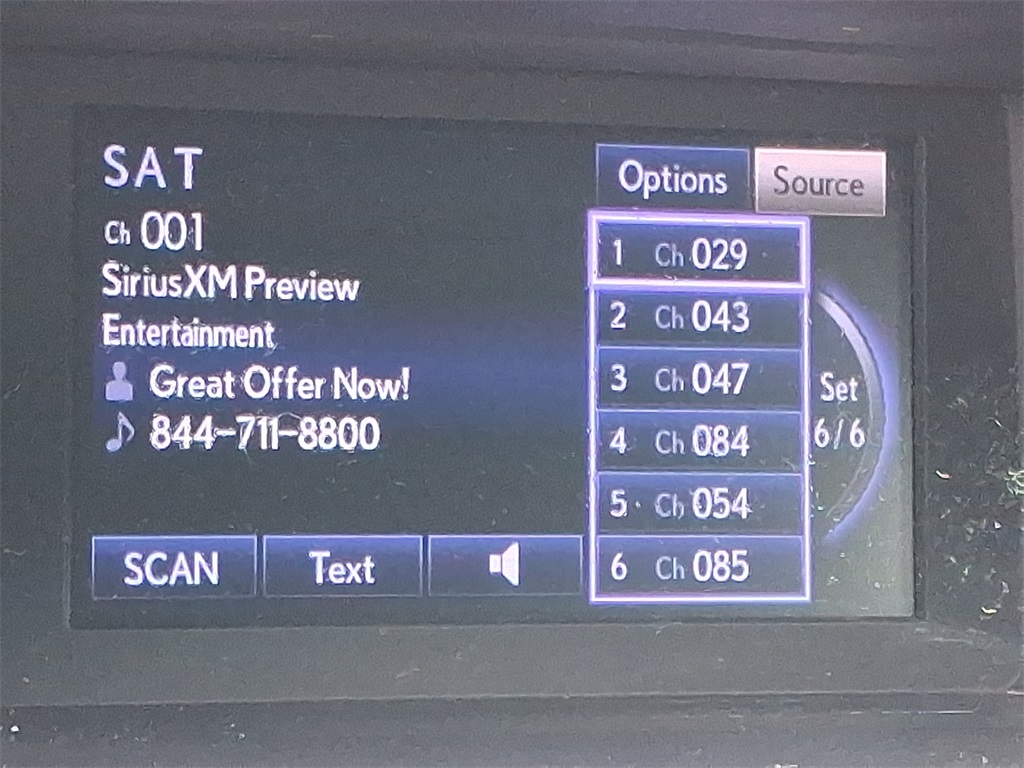 SAT
Ch 001
SiriusXM Preview
Entertainment
Great Offer Now!
844-711-8800
SCAN
Text
Options
Source
1 Ch 029
2 Ch 043
3 Ch 047
4 Ch 084
5 Ch 054
6 Ch 085
Set
6/6